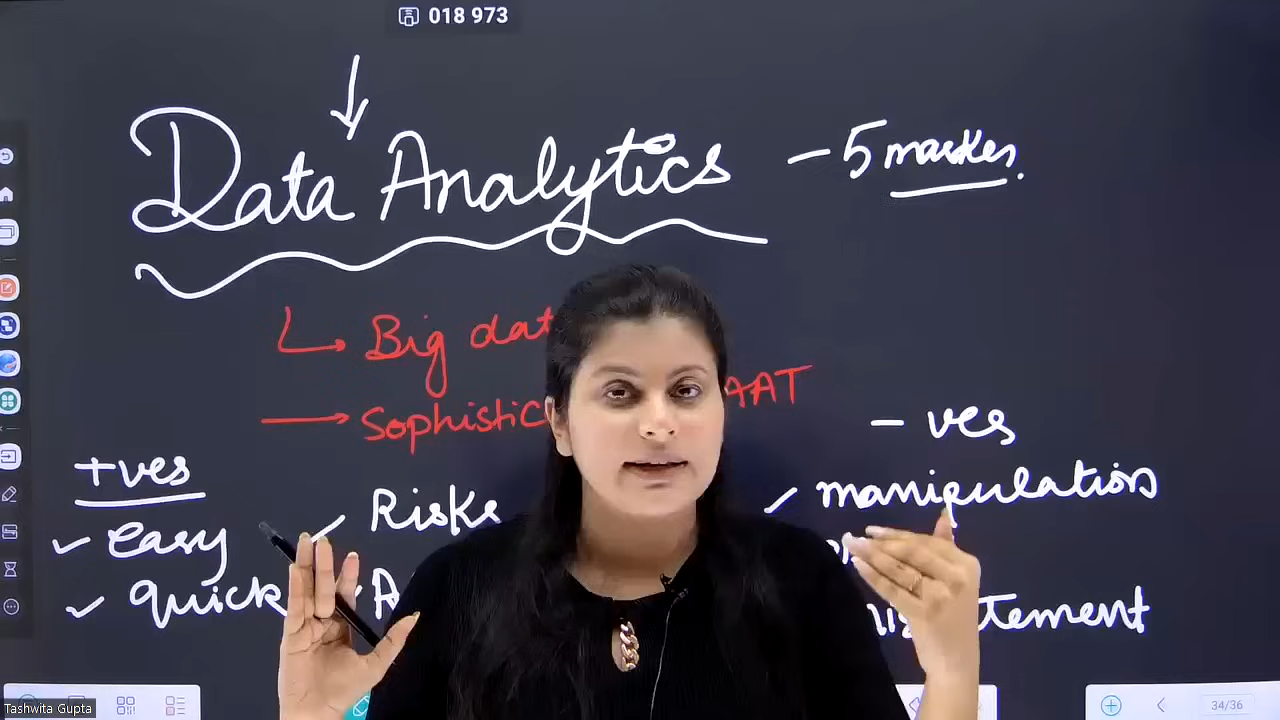 018 973
Data Analytics - 5 marks.
Big dat
Sophistic AAT
+ves
- ves
easy
Risks
manipulation
quick
tement
Tashwita Gupta
34/36